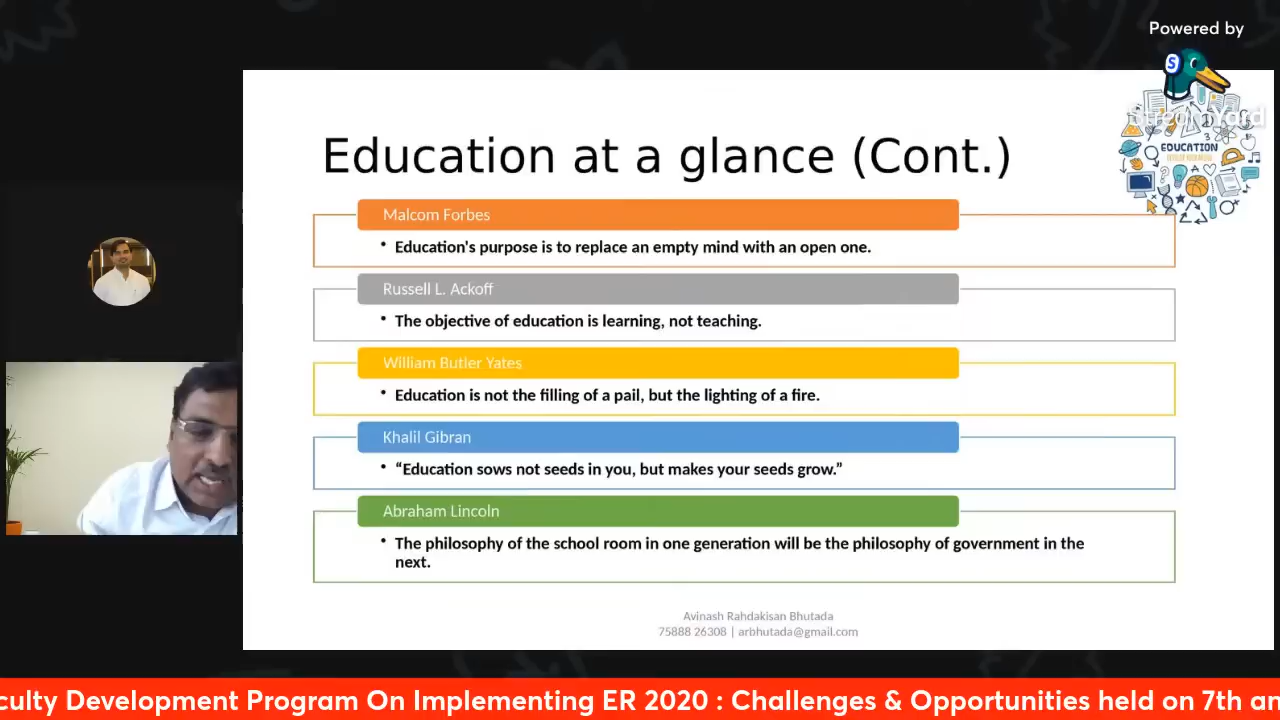 Powered by
StreamYard
EDUCATION
Education at a glance (Cont.)
Malcom Forbes
• Education's purpose is to replace an empty mind with an open one.
Russell L. Ackoff
• The objective of education is learning, not teaching.
William Butler Yates
• Education is not the filling of a pail, but the lighting of a fire.
Khalil Gibran
• “Education sows not seeds in you, but makes your seeds grow.”
Abraham Lincoln
• The philosophy of the school room in one generation will be the philosophy of government in the
next.
Avinash Rahdakisan Bhutada
75888 26308 | arbhutada@gmail.com
culty Development Program On Implementing ER 2020 : Challenges & Opportunities held on 7th an